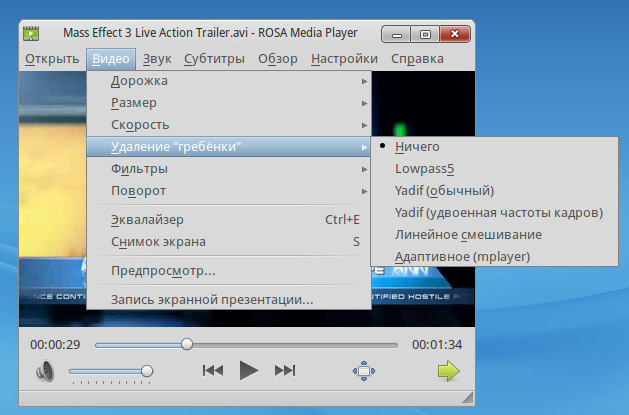 Mass Effect 3 Live Action Trailer.avi - ROSA Media Player
Открыть Видео Звук Субтитры Обзор Настройки Справка
Дорожка
Размер
Скорость
Удаление "гребёнки"
Фильтры
Поворот
Эквалайзер Ctrl+E
Снимок экрана S
Предпросмотр...
Запись экранной презентации...
Ничего
Lowpass5
Yadif (обычный)
Yadif (удвоенная частоты кадров)
Линейное смешивание
Адаптивное (mplayer)
ANN
NCE CONTI TIFIED HOSTILE
00:00:29 00:01:34